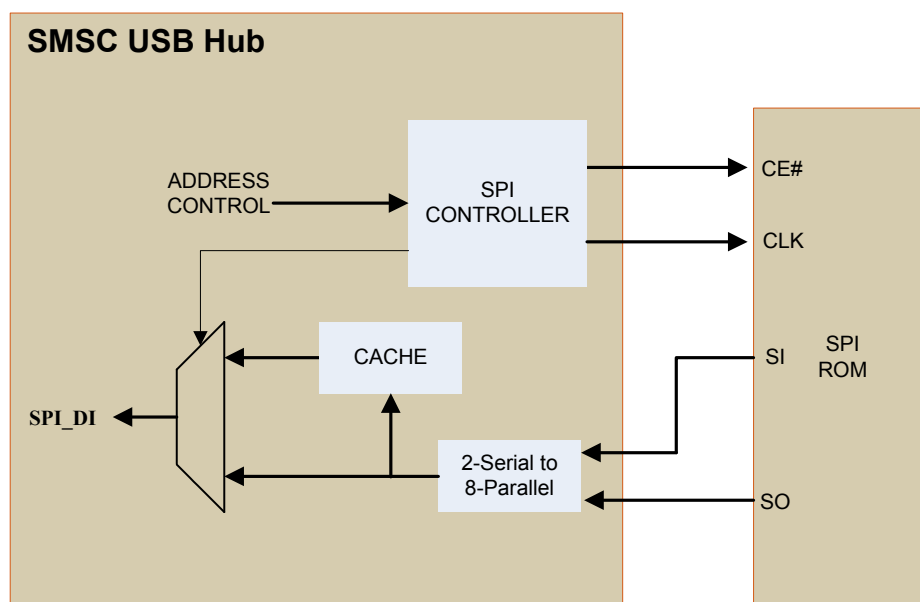 SMSC USB Hub
ADDRESS
CONTROL
SPI
CONTROLLER
CE#
CLK
CACHE
SI
SPI
ROM
SPI_DI
2-Serial to
8-Parallel
SO